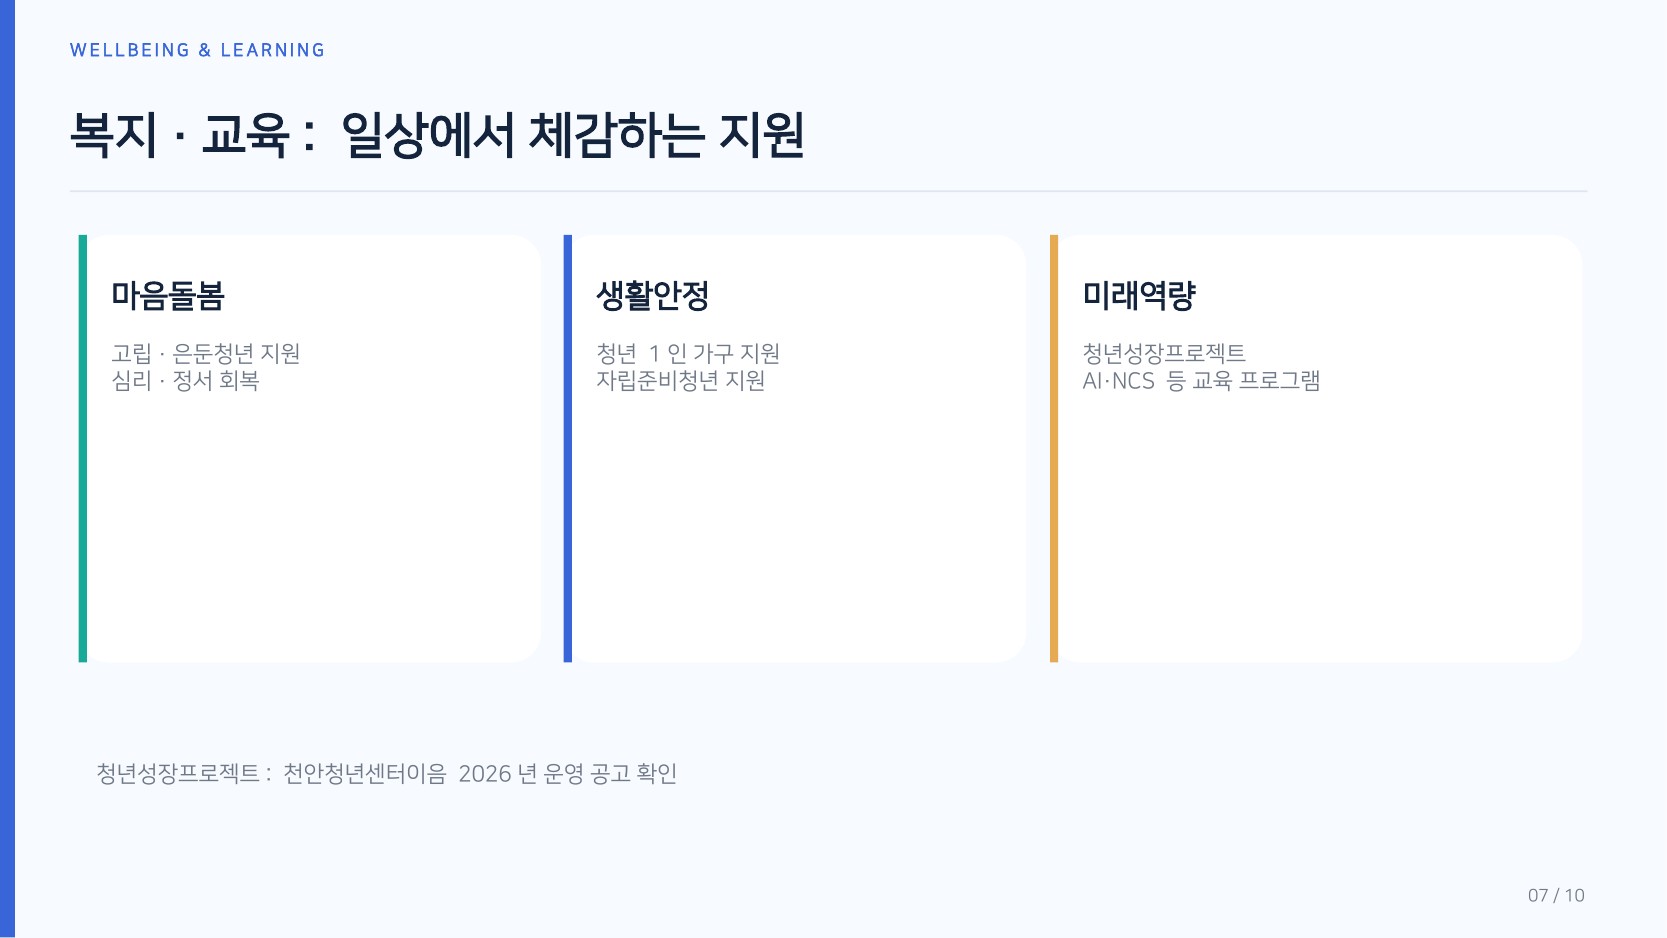 WELLBEING & LEARNING
복지 · 교육 : 일상에서 체감하는 지원
마음돌봄
고립 · 은둔청년 지원
심리 · 정서 회복
생활안정
청년 1 인 가구 지원
자립준비청년 지원
미래역량
청년성장프로젝트
AI·NCS 등 교육 프로그램
청년성장프로젝트 : 천안청년센터이음 2026 년 운영 공고 확인
07 / 10